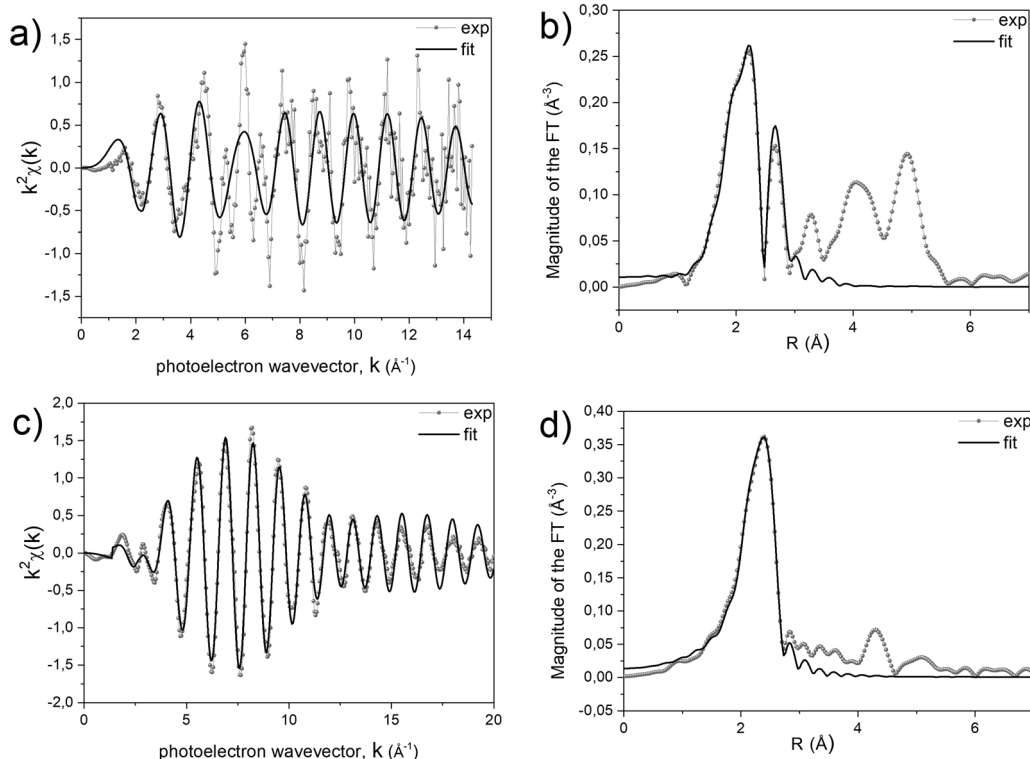 a)
exp
fit
1,5
1,0
0,5
0,0
-0,5
-1,0
-1,5
k²χ(k)
0 2 4 6 8 10 12 14
photoelectron wavevector, k (Å⁻¹)
b)
exp
fit
0,30
0,25
0,20
0,15
0,10
0,05
0,00
Magnitude of the FT (Å⁻³)
0 2 4 6
R (Å)
c)
exp
fit
2,0
1,5
1,0
0,5
0,0
-0,5
-1,0
-1,5
-2,0
k²χ(k)
0 5 10 15 20
photoelectron wavevector, k (Å⁻¹)
d)
exp
fit
0,40
0,35
0,30
0,25
0,20
0,15
0,10
0,05
0,00
-0,05
Magnitude of the FT (Å⁻³)
0 2 4 6
R (Å)